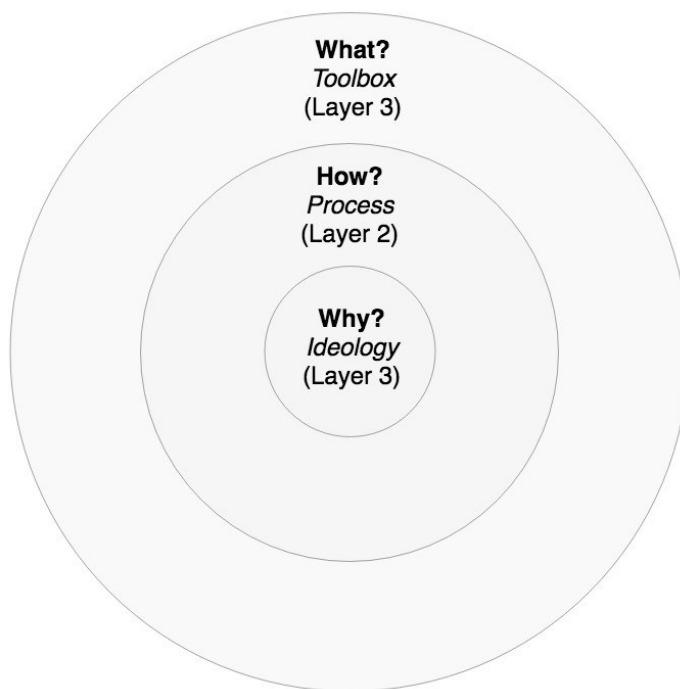 What?
Toolbox
(Layer 3)
How?
Process
(Layer 2)
Why?
Ideology
(Layer 3)